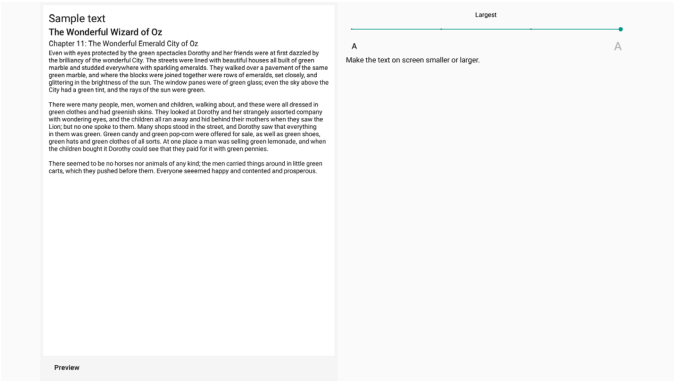 Sample text
The Wonderful Wizard of Oz
Chapter 11: The Wonderful Emerald City of Oz
Even with eyes protected by the green spectacles Dorothy and her friends were at first dazzled by
the brilliancy of the wonderful City. The streets were lined with beautiful houses all built of green
marble and studded everywhere with sparkling emeralds. They walked over a pavement of the same
green marble, and where the blocks were joined together were rows of emeralds, set closely, and
glittering in the brightness of the sun. The window panes were of green glass; even the sky above the
City had a green tint, and the rays of the sun were green.
There were many people, men, women and children, walking about, and these were all dressed in
green clothes and had greenish skins. They looked at Dorothy and her strangely assorted company
with wondering eyes, and the children all ran away and hid behind their mothers when they saw the
Lion; but no one spoke to them. Many shops stood in the street, and Dorothy saw that everything
in them was green. Green candy and green pop-corn were offered for sale, as well as green shoes,
green hats and green clothes of all sorts. At one place a man was selling green lemonade, and when
the children bought it Dorothy could see that they paid for it with green pennies.
There seemed to be no horses nor animals of any kind; the men carried things around in little green
carts, which they pushed before them. Everyone seeemed happy and contented and prosperous.
Preview
Largest
A A
Make the text on screen smaller or larger.